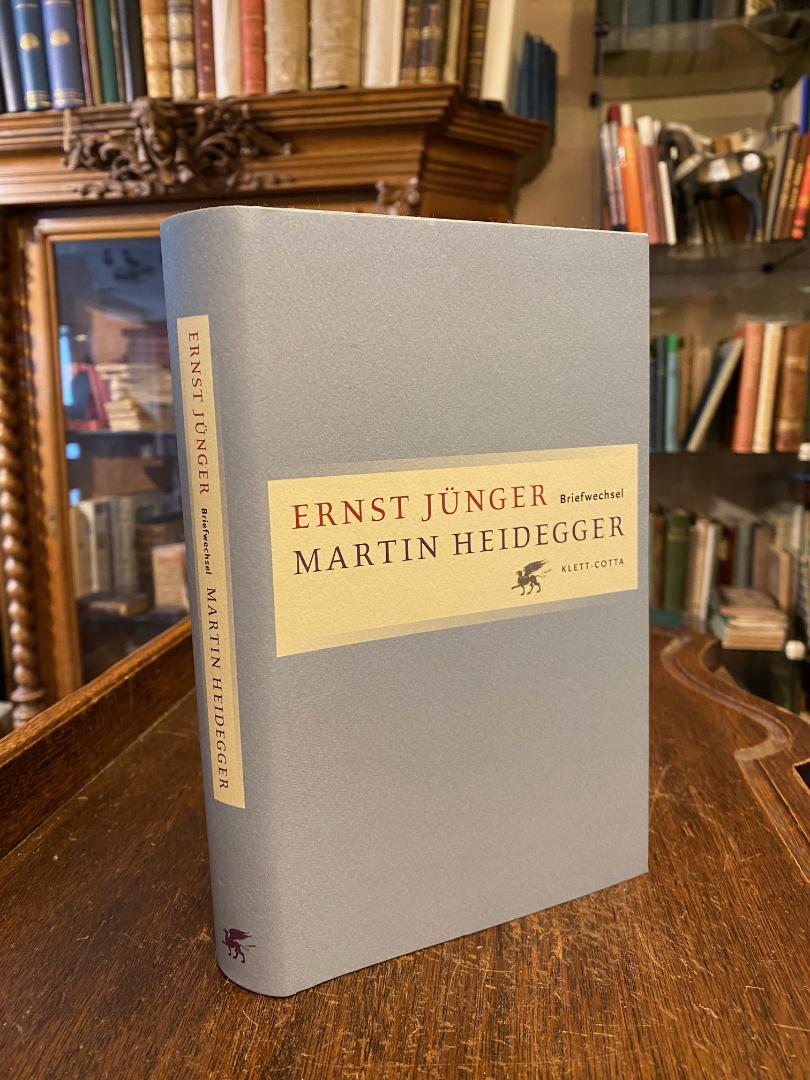 ERNST JÜNGER Briefwechsel
MARTIN HEIDEGGER
KLETT-COTTA
ERNST JÜNGER Briefwechsel MARTIN HEIDEGGER